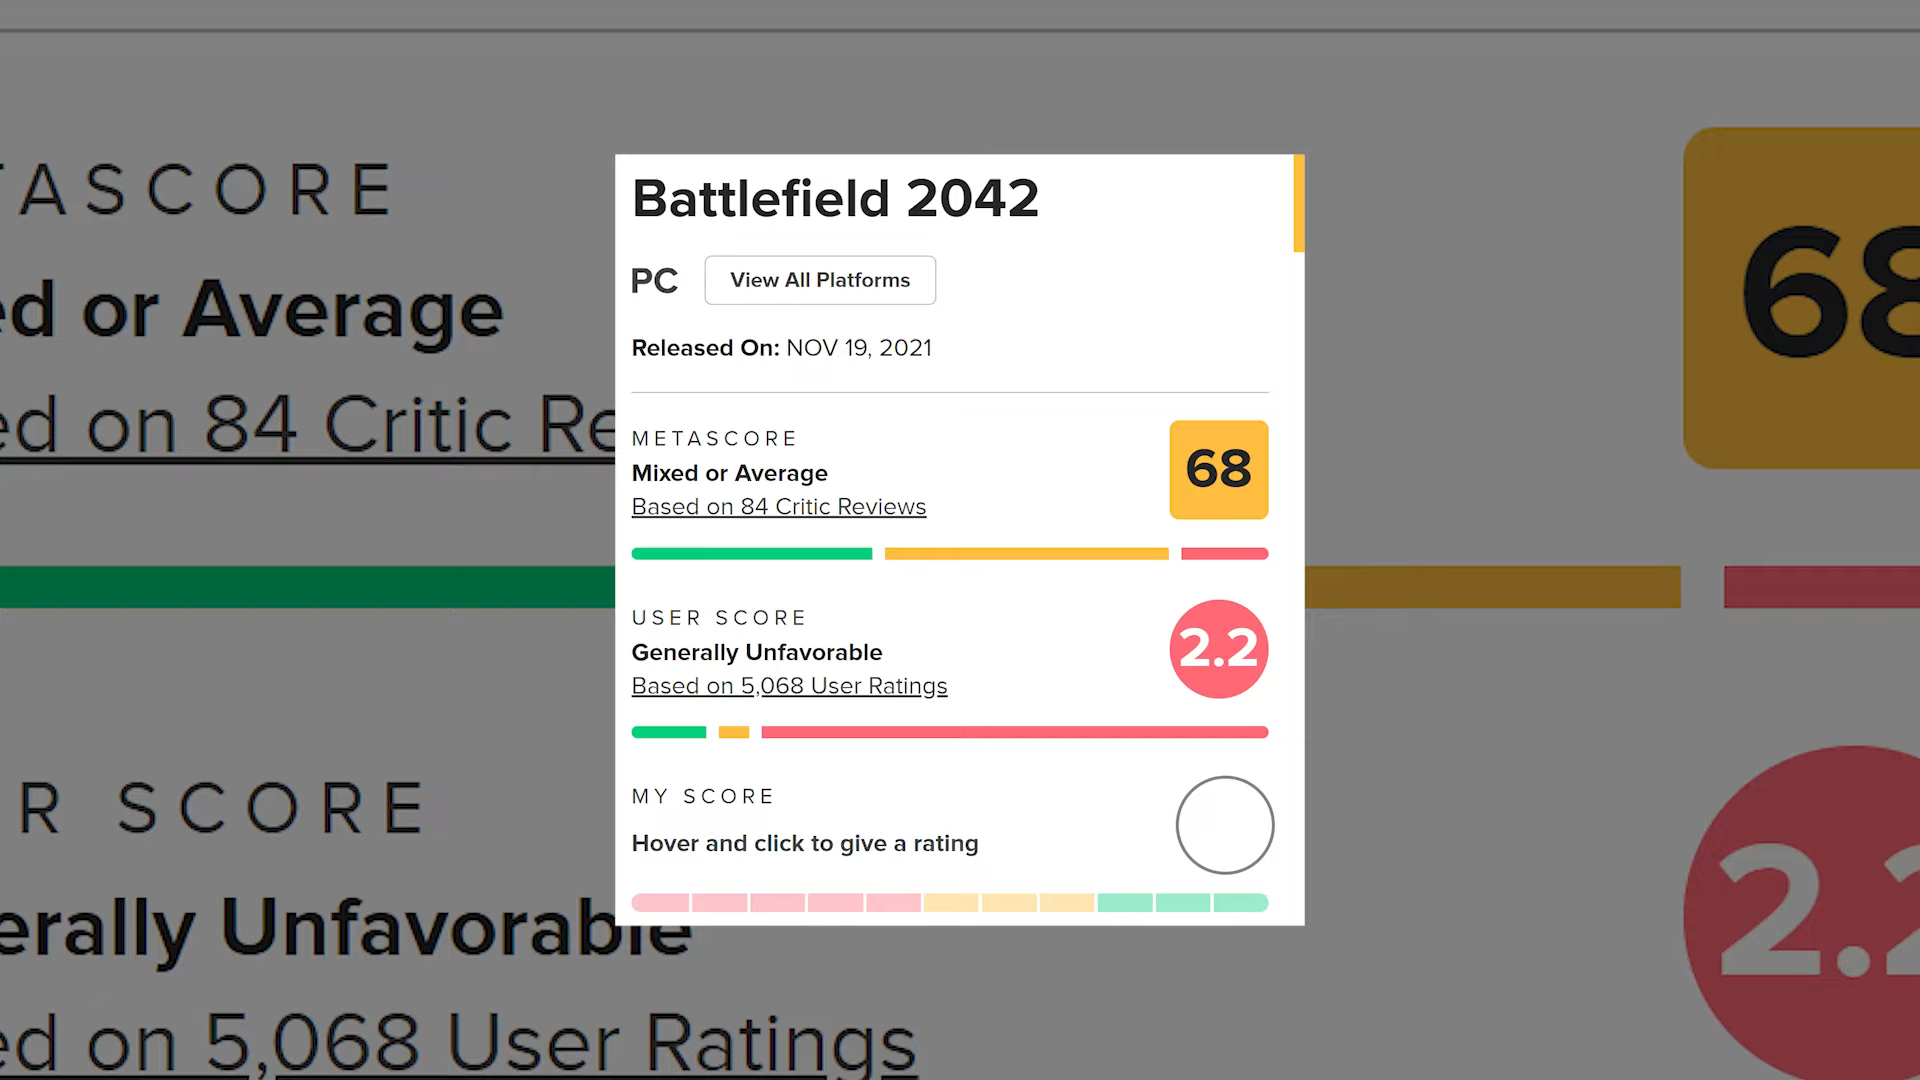 Battlefield 2042
PC View All Platforms
Released On: NOV 19, 2021
METASCORE
Mixed or Average
Based on 84 Critic Reviews
68
USER SCORE
Generally Unfavorable
Based on 5,068 User Ratings
2.2
MY SCORE
Hover and click to give a rating
TASCORE
ed or Average
ed on 84 Critic Re
68
R SCORE
erally Unfavorable
ed on 5,068 User Ratings
2.2